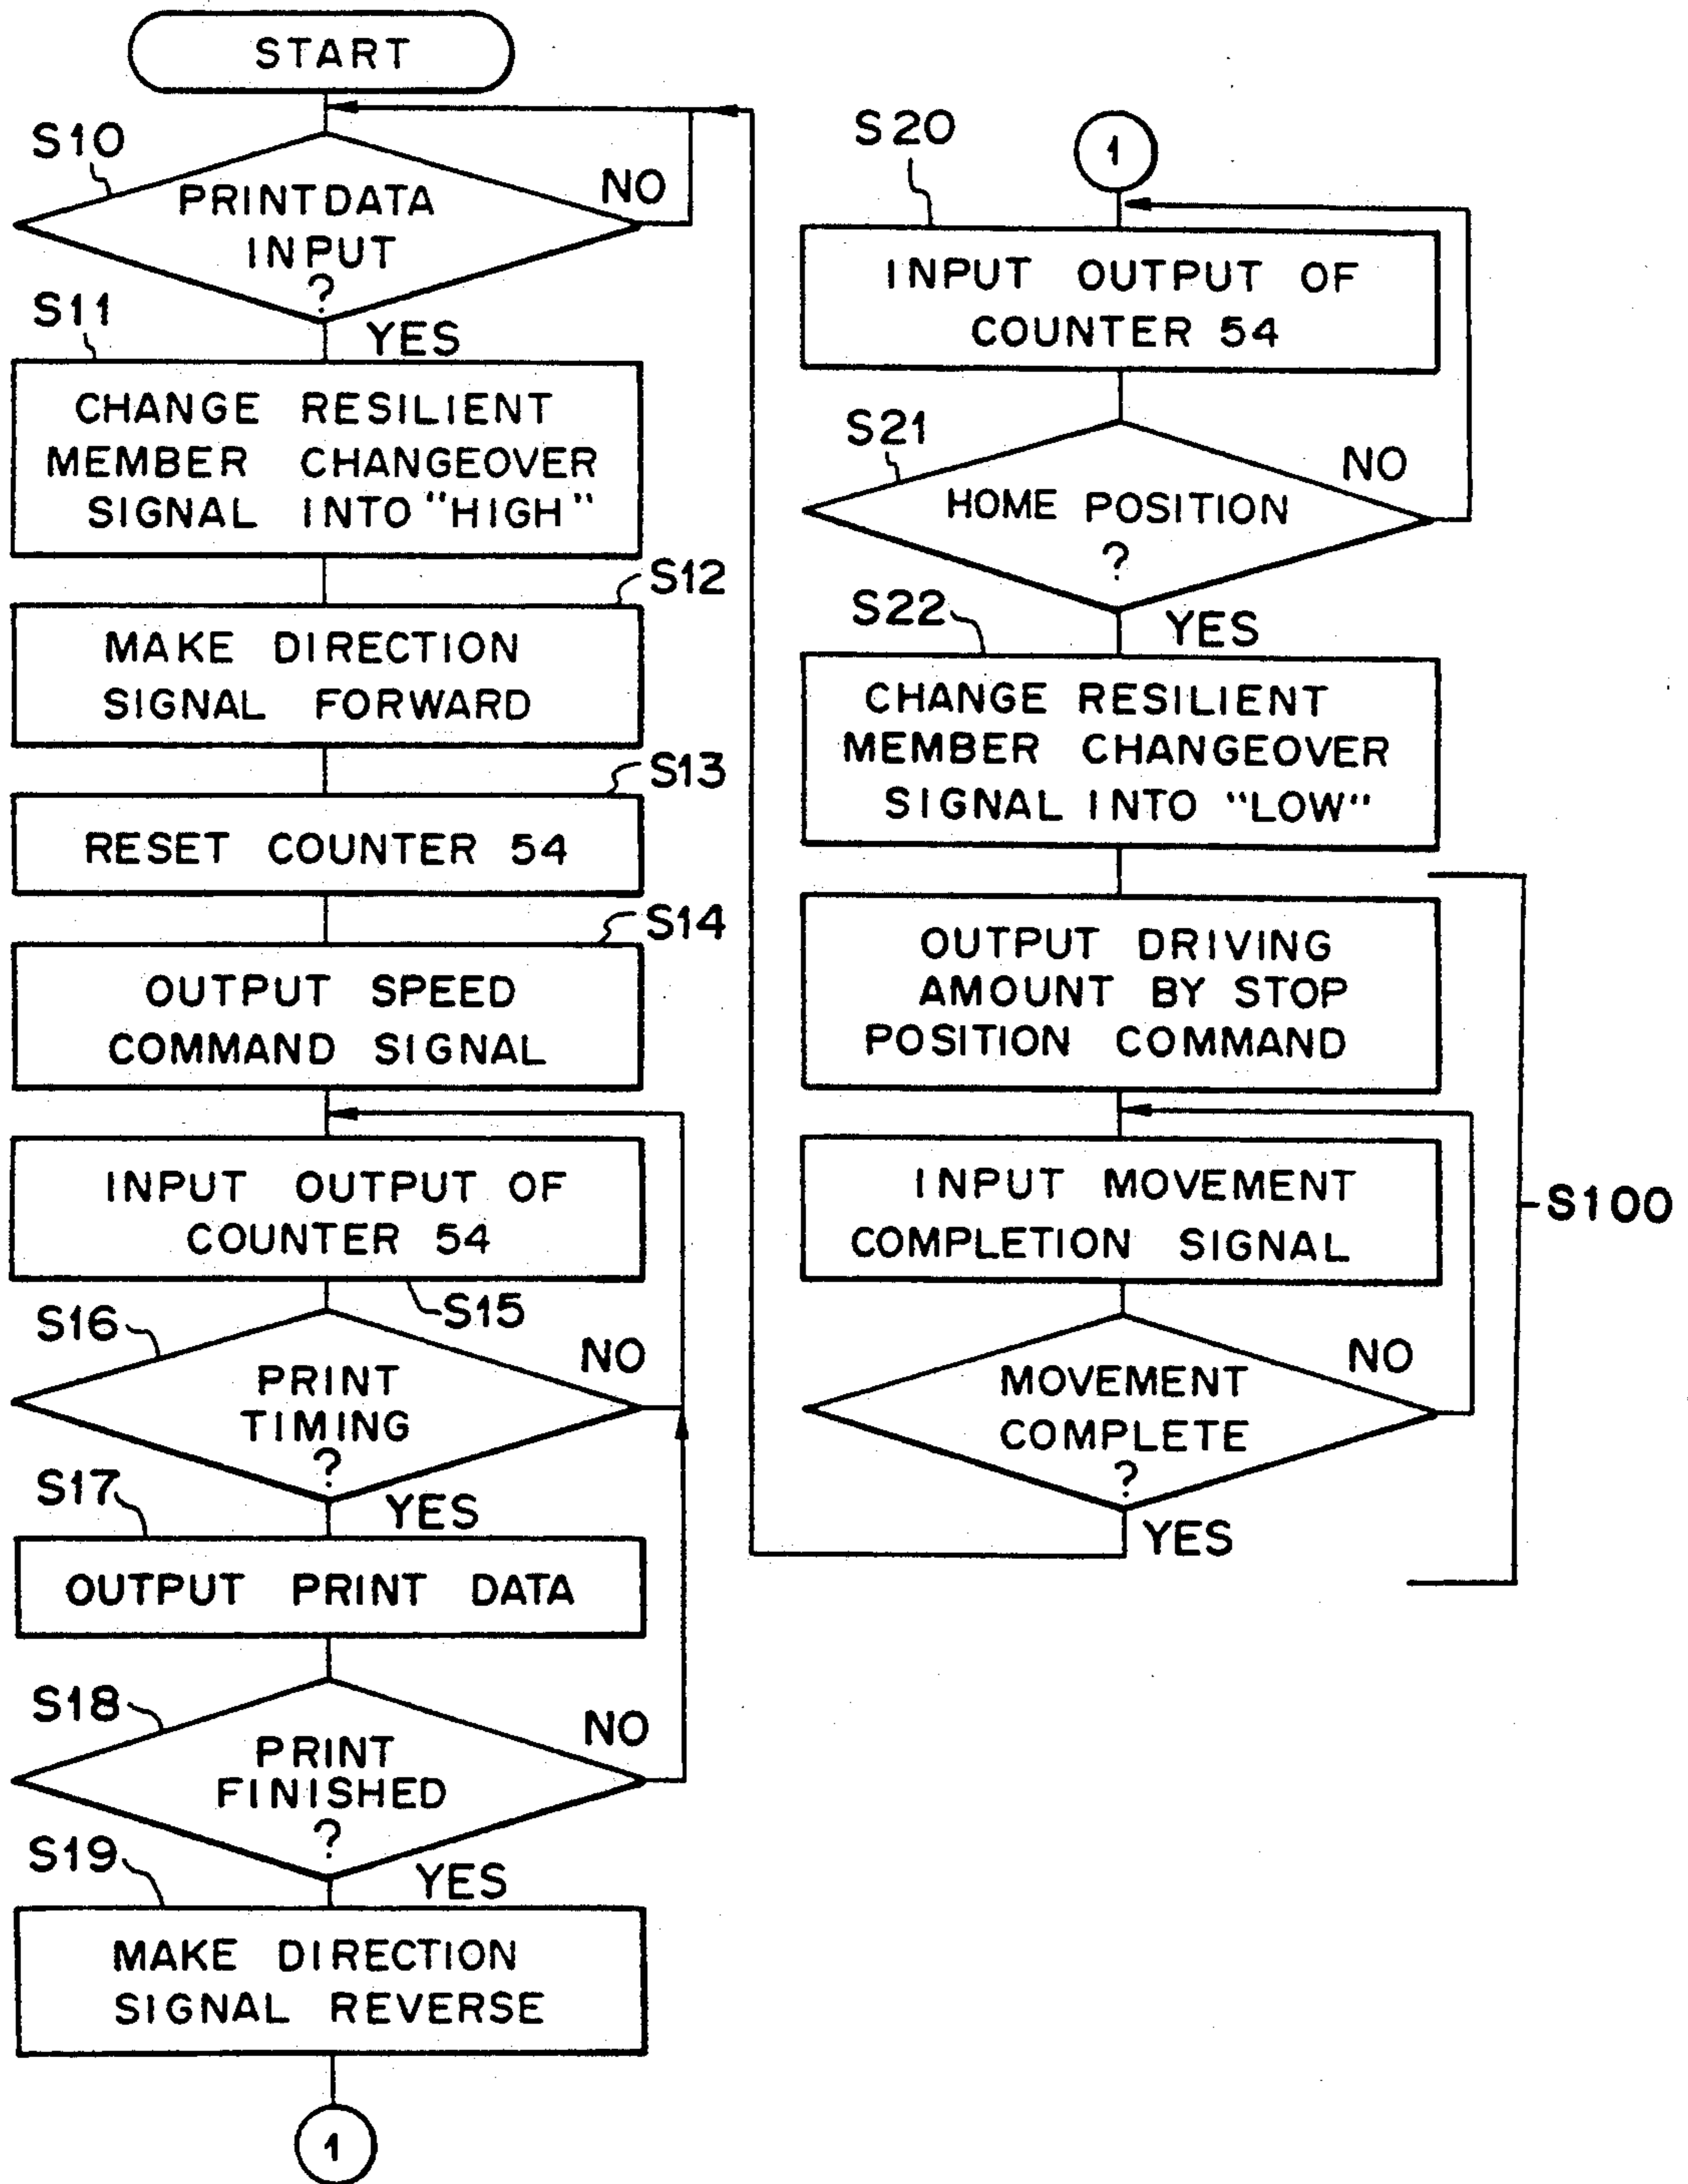 START
S10
PRINTDATA
INPUT
?
NO
YES
S11
CHANGE RESILIENT
MEMBER CHANGEOVER
SIGNAL INTO "HIGH"
S12
MAKE DIRECTION
SIGNAL FORWARD
S13
RESET COUNTER 54
S14
OUTPUT SPEED
COMMAND SIGNAL
INPUT OUTPUT OF
COUNTER 54
S15
S16
PRINT
TIMING
?
NO
YES
S17
OUTPUT PRINT DATA
S18
PRINT
FINISHED
?
NO
YES
S19
MAKE DIRECTION
SIGNAL REVERSE
1
1
S20
INPUT OUTPUT OF
COUNTER 54
S21
HOME POSITION
?
NO
YES
S22
CHANGE RESILIENT
MEMBER CHANGEOVER
SIGNAL INTO "LOW"
OUTPUT DRIVING
AMOUNT BY STOP
POSITION COMMAND
INPUT MOVEMENT
COMPLETION SIGNAL
S100
MOVEMENT
COMPLETE
?
NO
YES